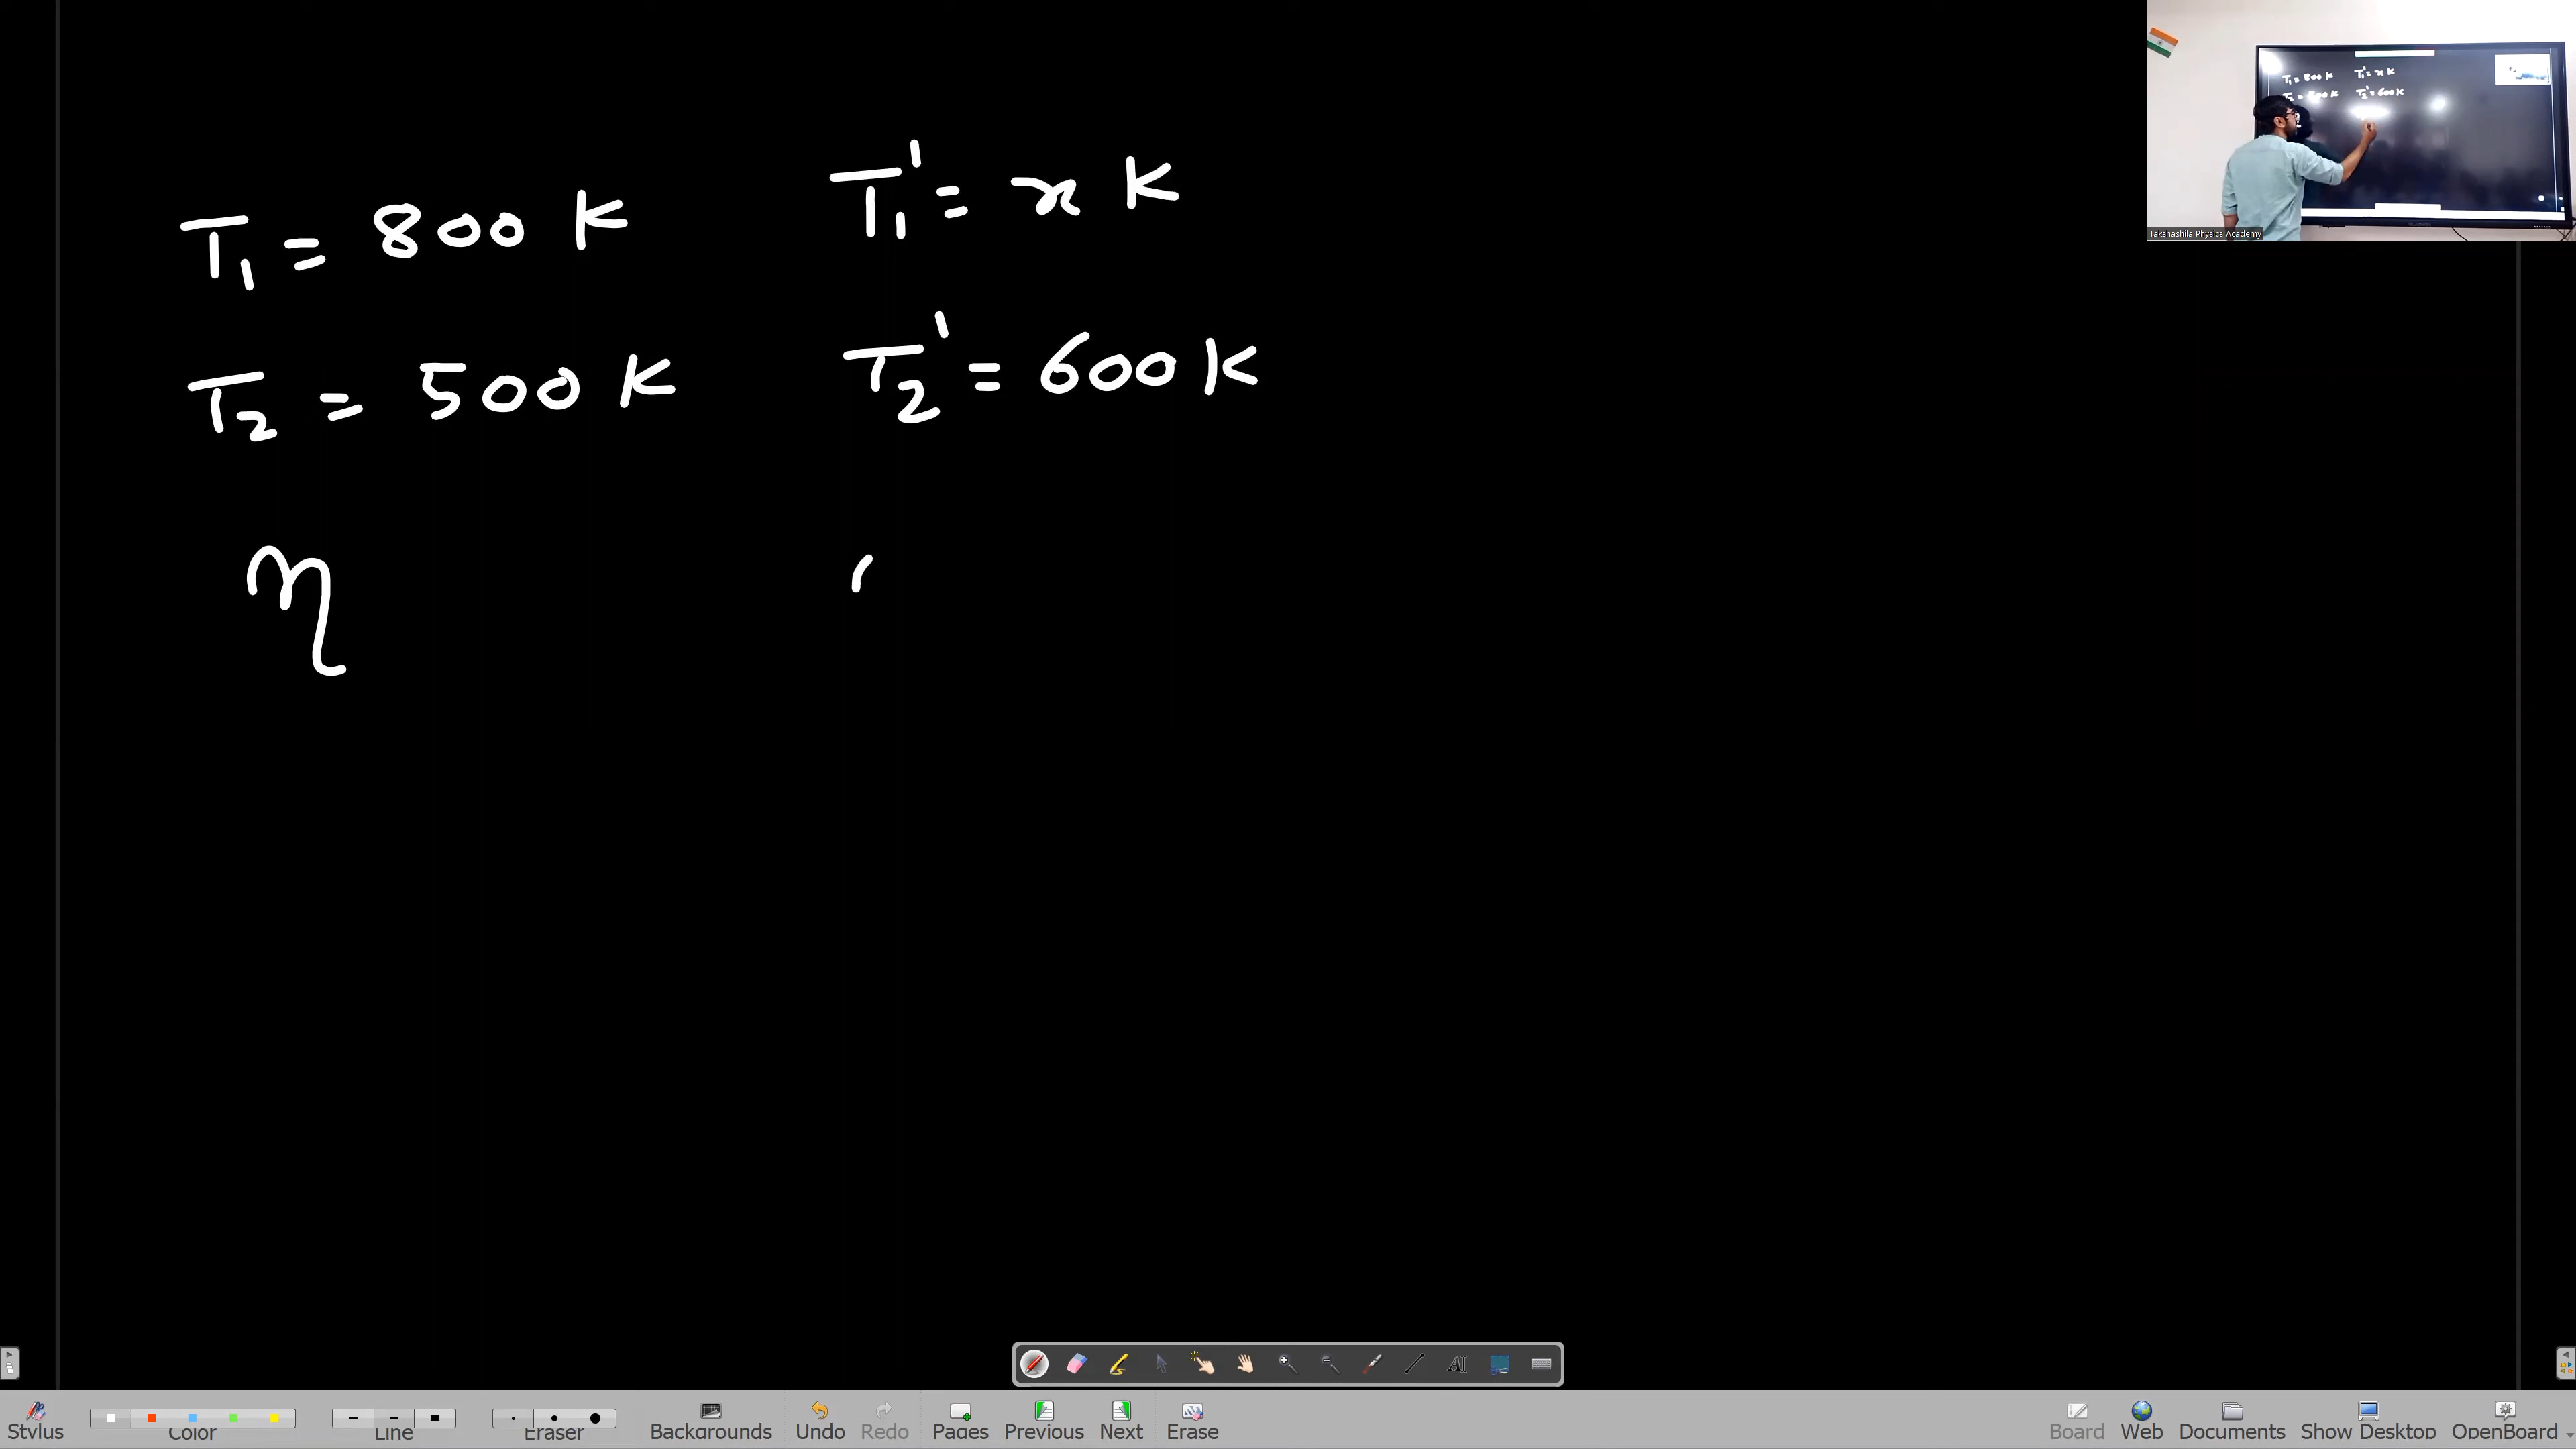 T₁ = 800 K
T₁' = x K
T₂ = 500 K
T₂' = 600 K
η
Takshashila Physics Academy
Stylus
Color
Line
Eraser
Backgrounds
Undo
Redo
Pages
Previous
Next
Erase
Board
Web
Documents
Show Desktop
OpenBoard